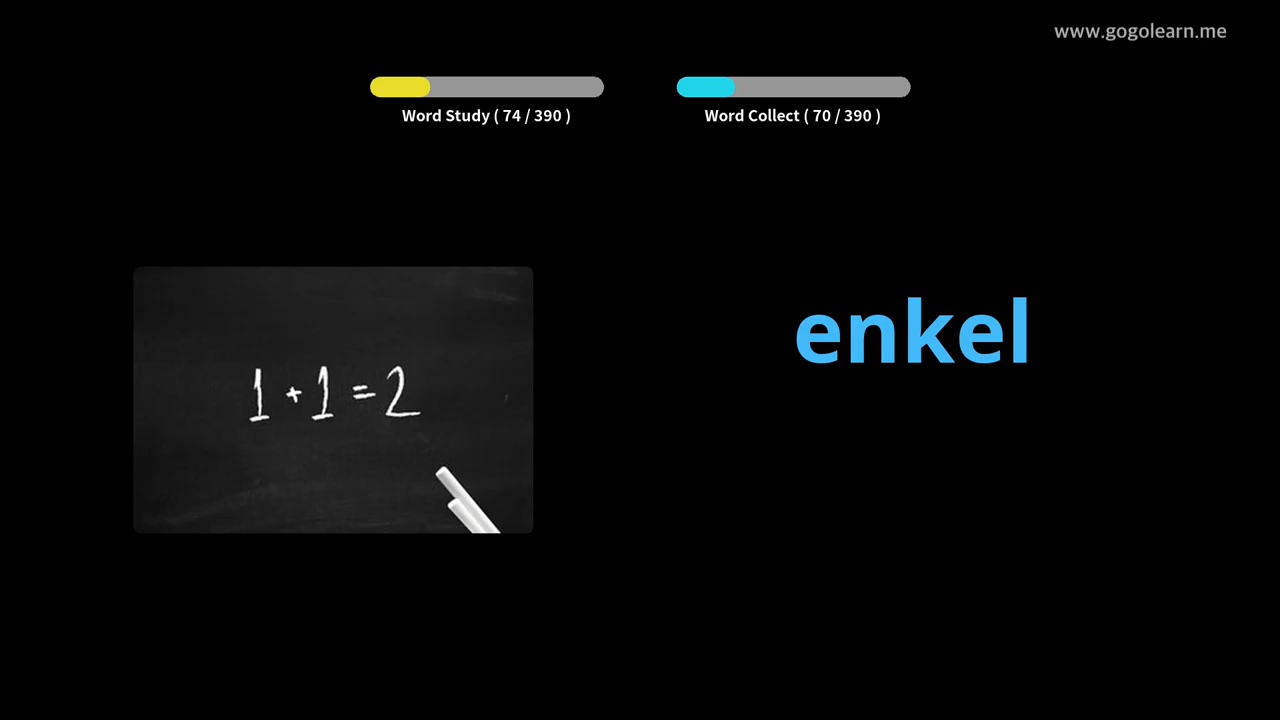 www.gogolearn.me
Word Study ( 74 / 390 )
Word Collect ( 70 / 390 )
enkel
1 + 1 = 2